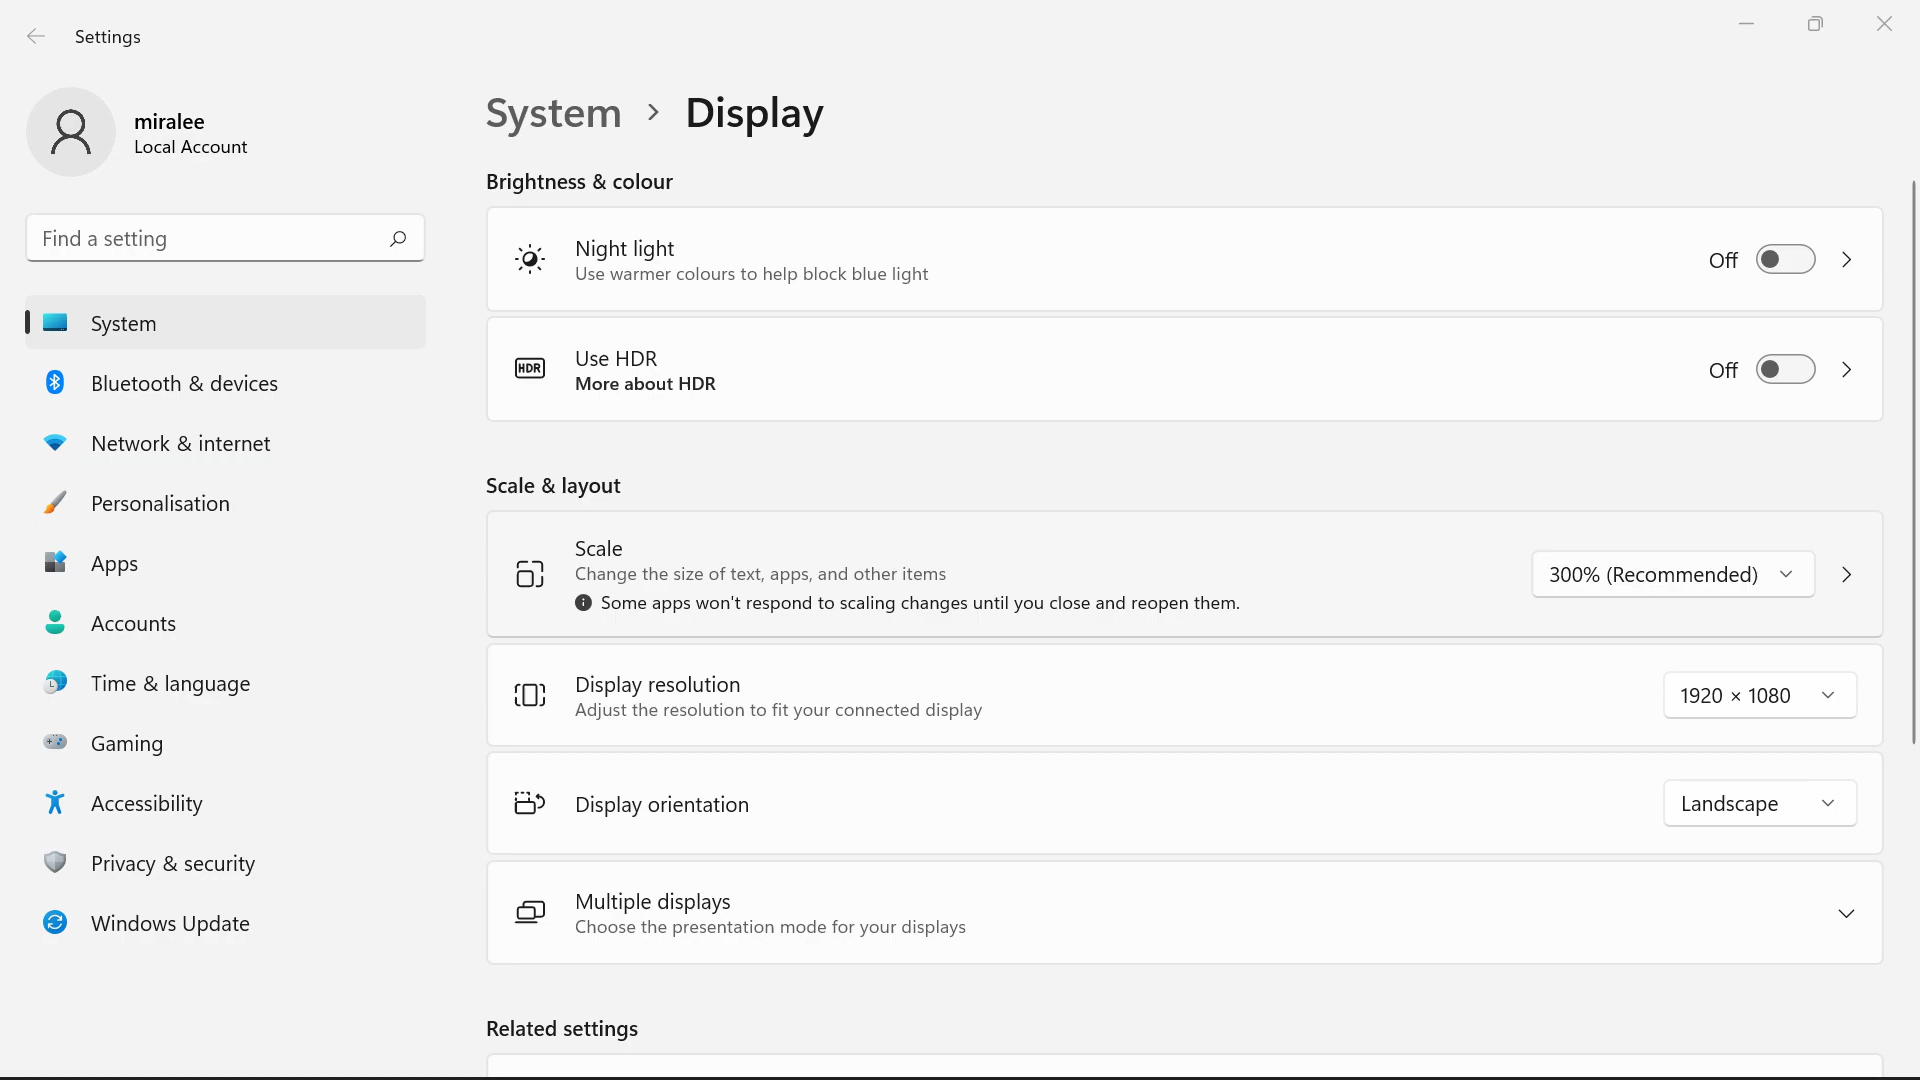 Settings
miralee
Local Account
Find a setting
System
Bluetooth & devices
Network & internet
Personalisation
Apps
Accounts
Time & language
Gaming
Accessibility
Privacy & security
Windows Update
System > Display
Brightness & colour
Night light
Use warmer colours to help block blue light
Off
HDR
Use HDR
More about HDR
Off
Scale & layout
Scale
Change the size of text, apps, and other items
Some apps won't respond to scaling changes until you close and reopen them.
300% (Recommended)
Display resolution
Adjust the resolution to fit your connected display
1920 × 1080
Display orientation
Landscape
Multiple displays
Choose the presentation mode for your displays
Related settings